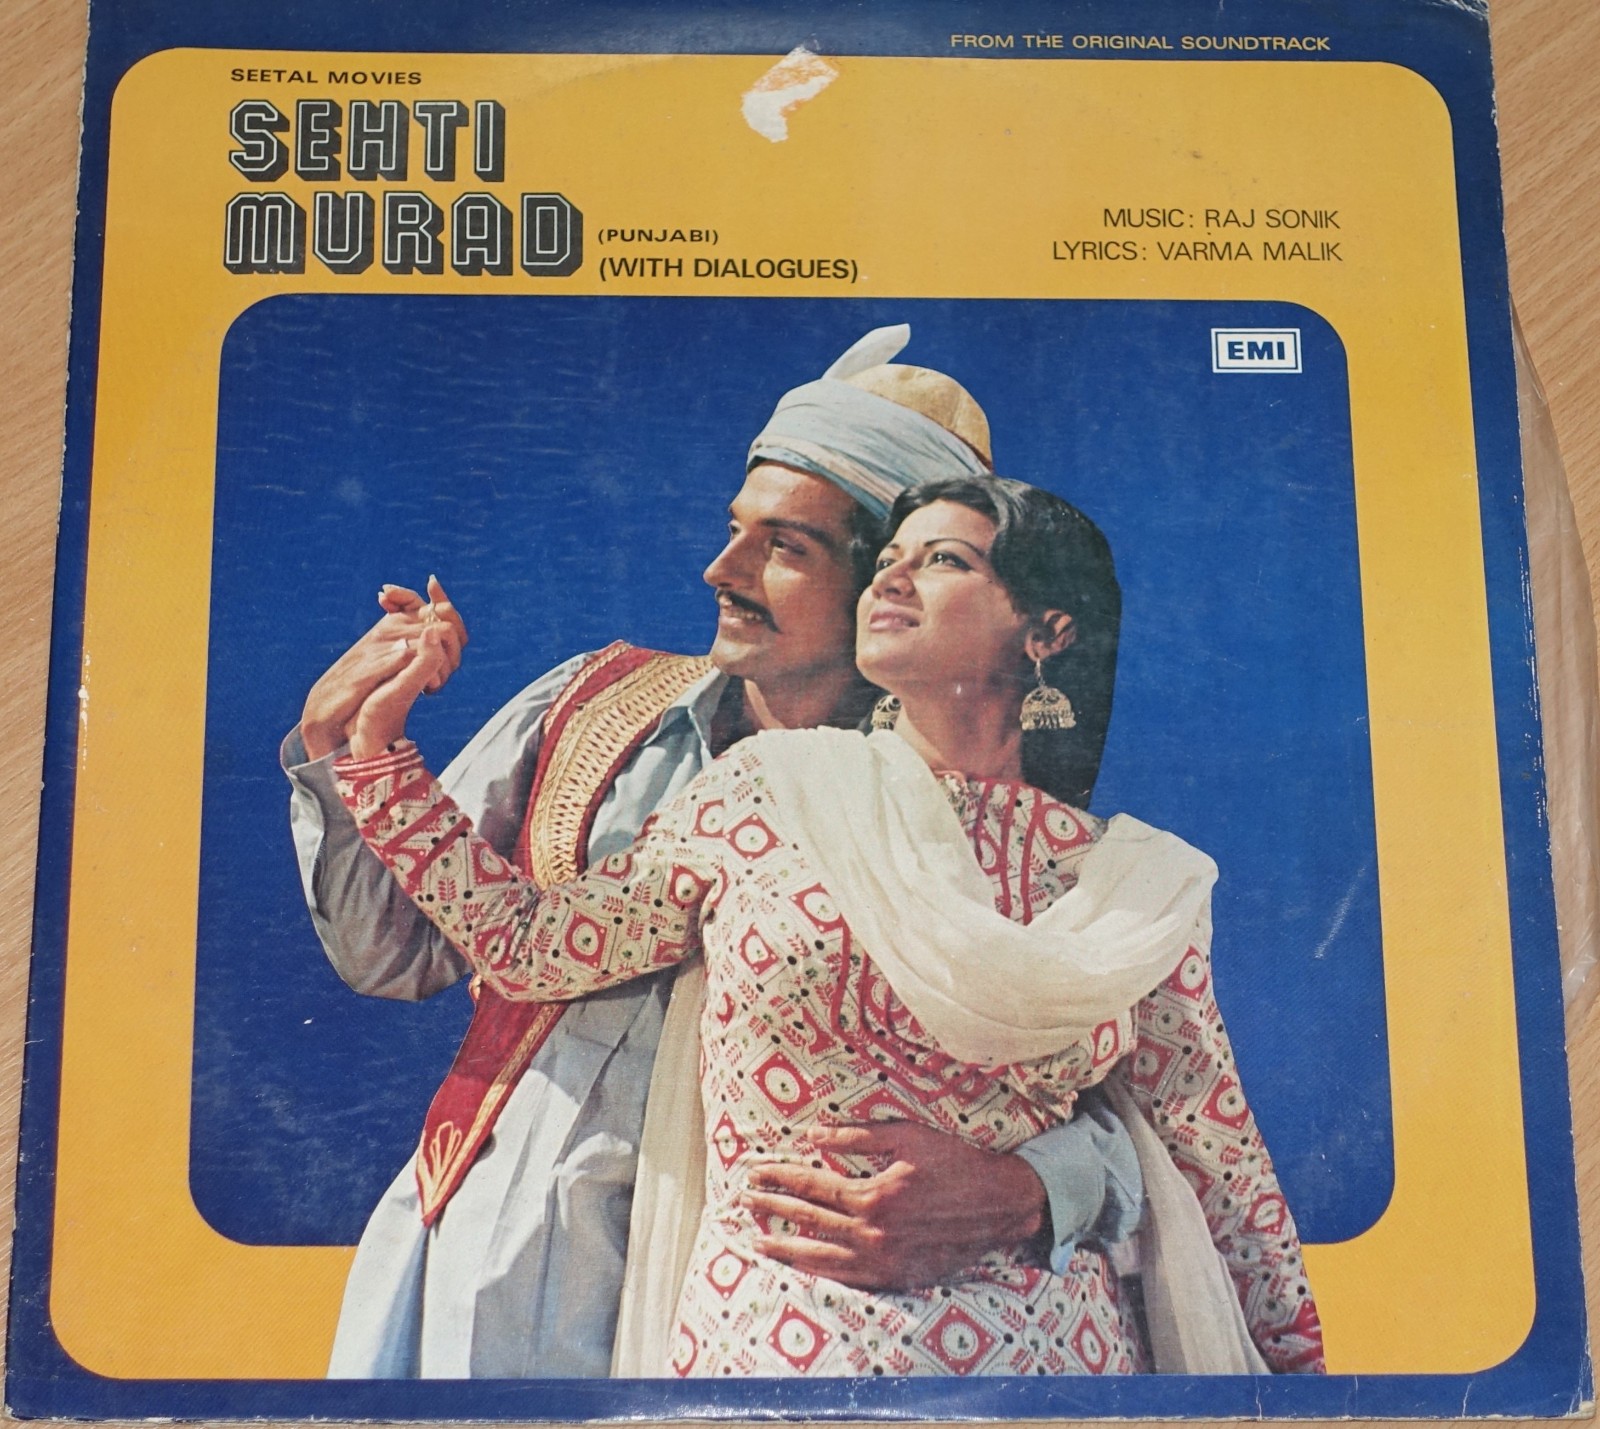 FROM THE ORIGINAL SOUNDTRACK
SEETAL MOVIES
SEHTI
MURAD
(PUNJABI)
(WITH DIALOGUES)
MUSIC: RAJ SONIK
LYRICS: VARMA MALIK
EMI